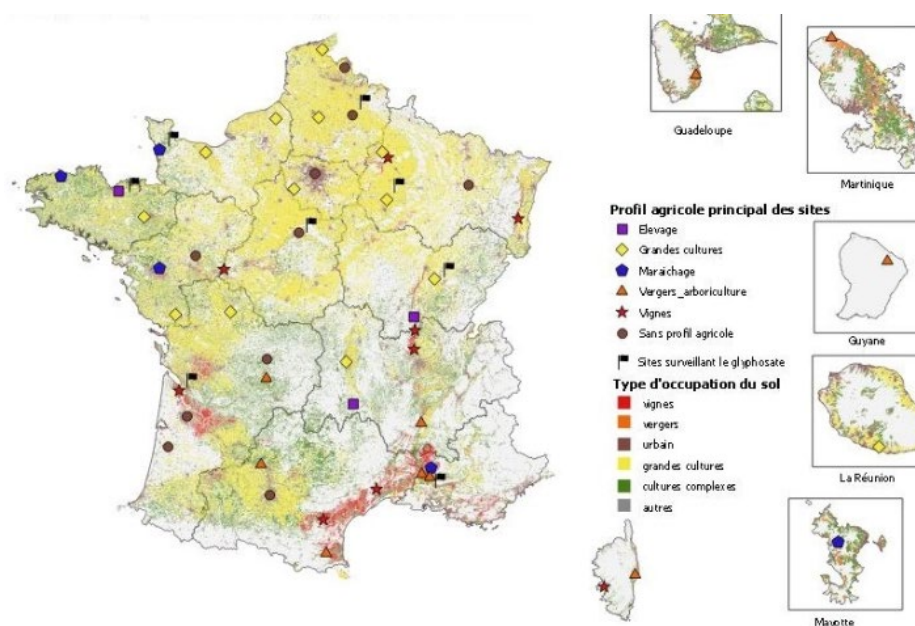 Guadeloupe
Martinique
Profil agricole principal des sites
Elevage
Grandes cultures
Maraichage
Vergers_arboriculture
Vignes
Sans profil agricole
Sites surveillant le glyphosate
Type d'occupation du sol
vignes
vergers
urbain
grandes cultures
cultures complexes
autres
Guyane
La Réunion
Mayotte